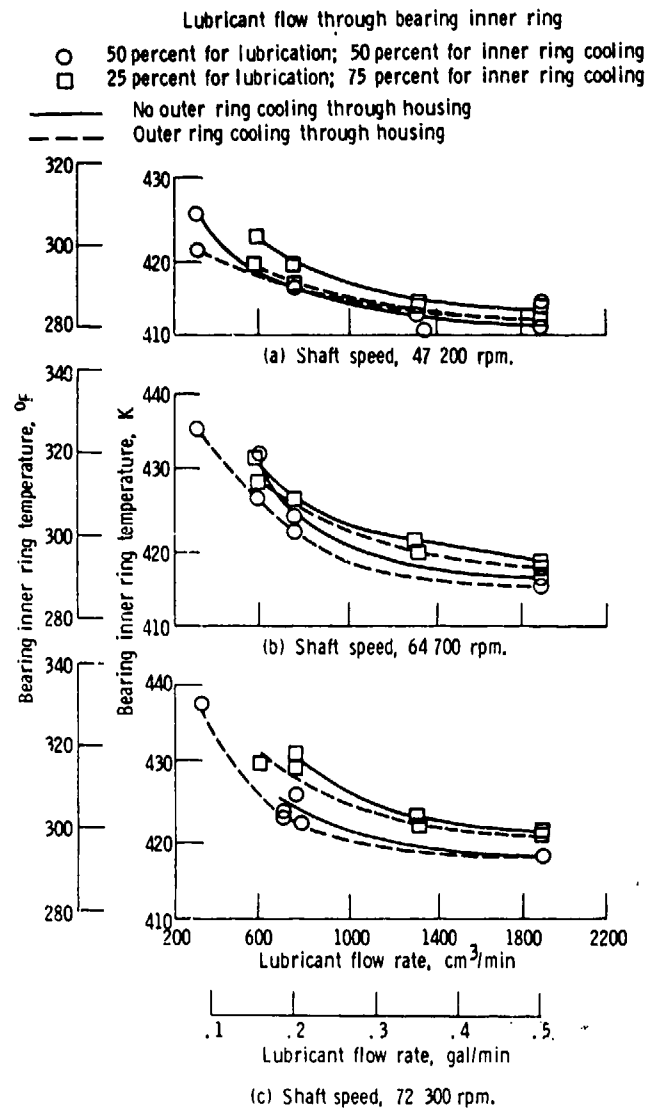 Lubricant flow through bearing inner ring
50 percent for lubrication; 50 percent for inner ring cooling
25 percent for lubrication; 75 percent for inner ring cooling
No outer ring cooling through housing
Outer ring cooling through housing
320
300
280
430
420
410
(a) Shaft speed, 47 200 rpm.
340
320
300
280
440
430
420
410
(b) Shaft speed, 64 700 rpm.
Bearing inner ring temperature, °F
Bearing inner ring temperature, K
340
320
300
280
440
430
420
410
200 600 1000 1400 1800 2200
Lubricant flow rate, cm3/min
.1 .2 .3 .4 .5
Lubricant flow rate, gal/min
(c) Shaft speed, 72 300 rpm.